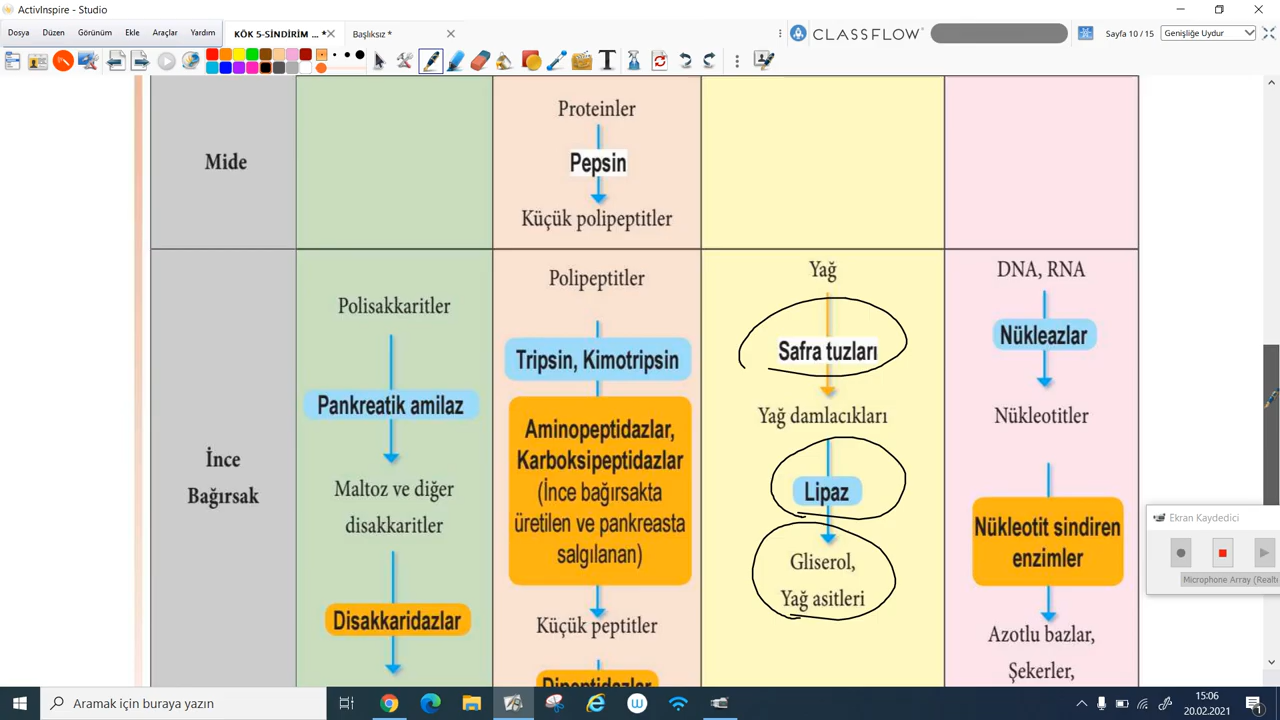 ActivInspire - Studio
Dosya Düzen Görünüm Ekle Araçlar Yardım
KÖK 5-SİNDİRİM ...* Başlıksız *
CLASSFLOW
Sayfa 10 / 15
Genişliğine Uydur
Mide
Proteinler
Pepsin
Küçük polipeptitler
İnce
Bağırsak
Polisakkaritler
Pankreatik amilaz
Maltoz ve diğer
disakkaritler
Disakkaridazlar
Polipeptitler
Tripsin, Kimotripsin
Aminopeptidazlar,
Karboksipeptidazlar
(İnce bağırsakta
üretilen ve pankreasta
salgılanan)
Küçük peptitler
Dipeptidazlar
Yağ
Safra tuzları
Yağ damlacıkları
Lipaz
Gliserol,
Yağ asitleri
DNA, RNA
Nükleazlar
Nükleotitler
Nükleotit sindiren
enzimler
Azotlu bazlar,
Şekerler,
Ekran Kaydedici
Microphone Array (Realt
Aramak için buraya yazın
15:06
20.02.2021
1